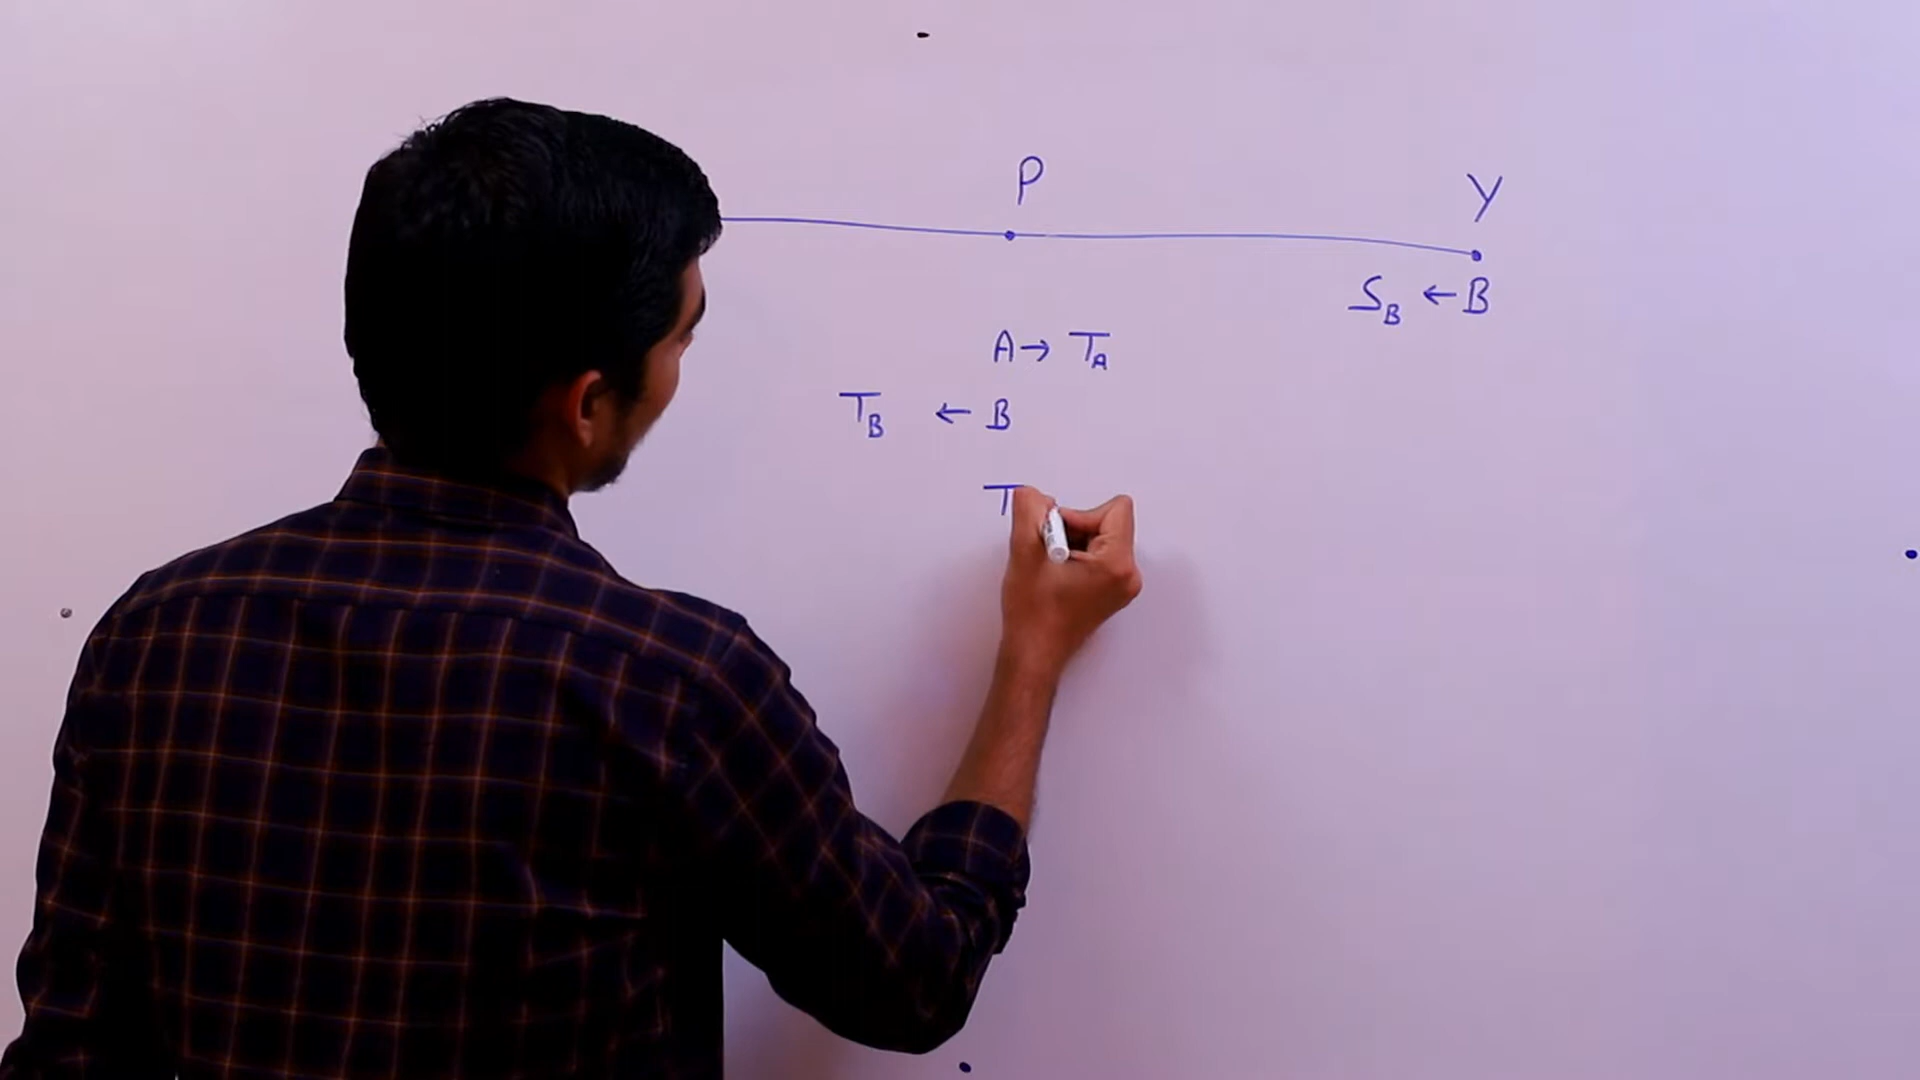 P
Y
S_B ← B
A → T_A
T_B ← B
T